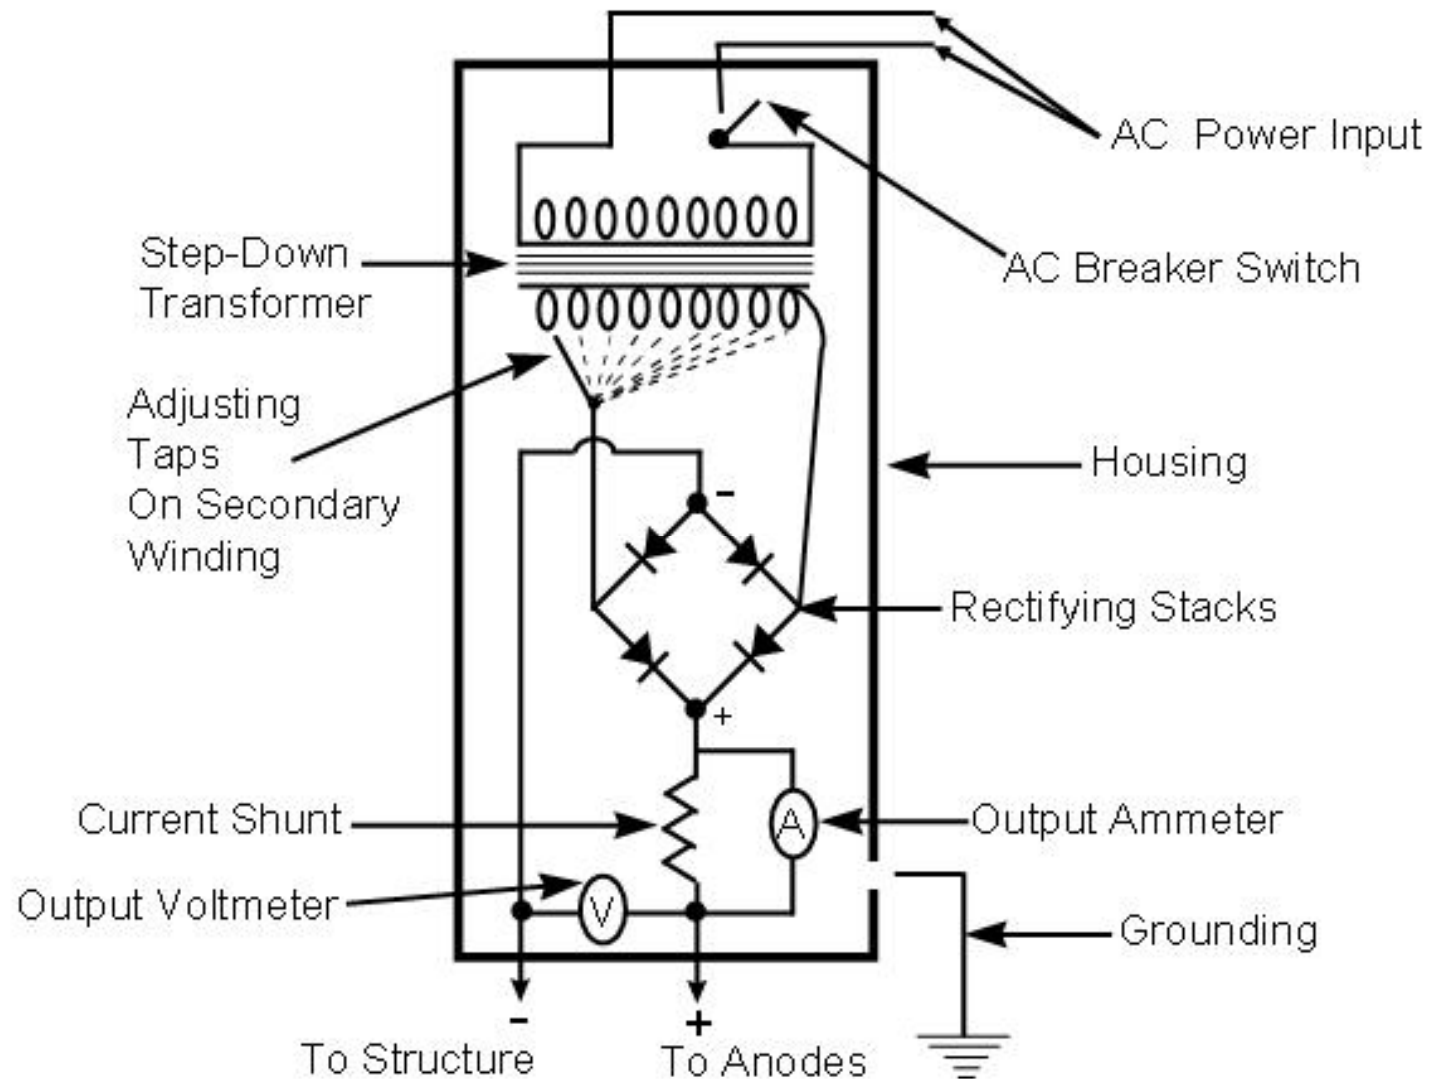 AC Power Input
AC Breaker Switch
Step-Down
Transformer
Adjusting
Taps
On Secondary
Winding
Housing
-
Rectifying Stacks
+
Current Shunt
A
Output Ammeter
Output Voltmeter
V
Grounding
-
+
To Structure
To Anodes